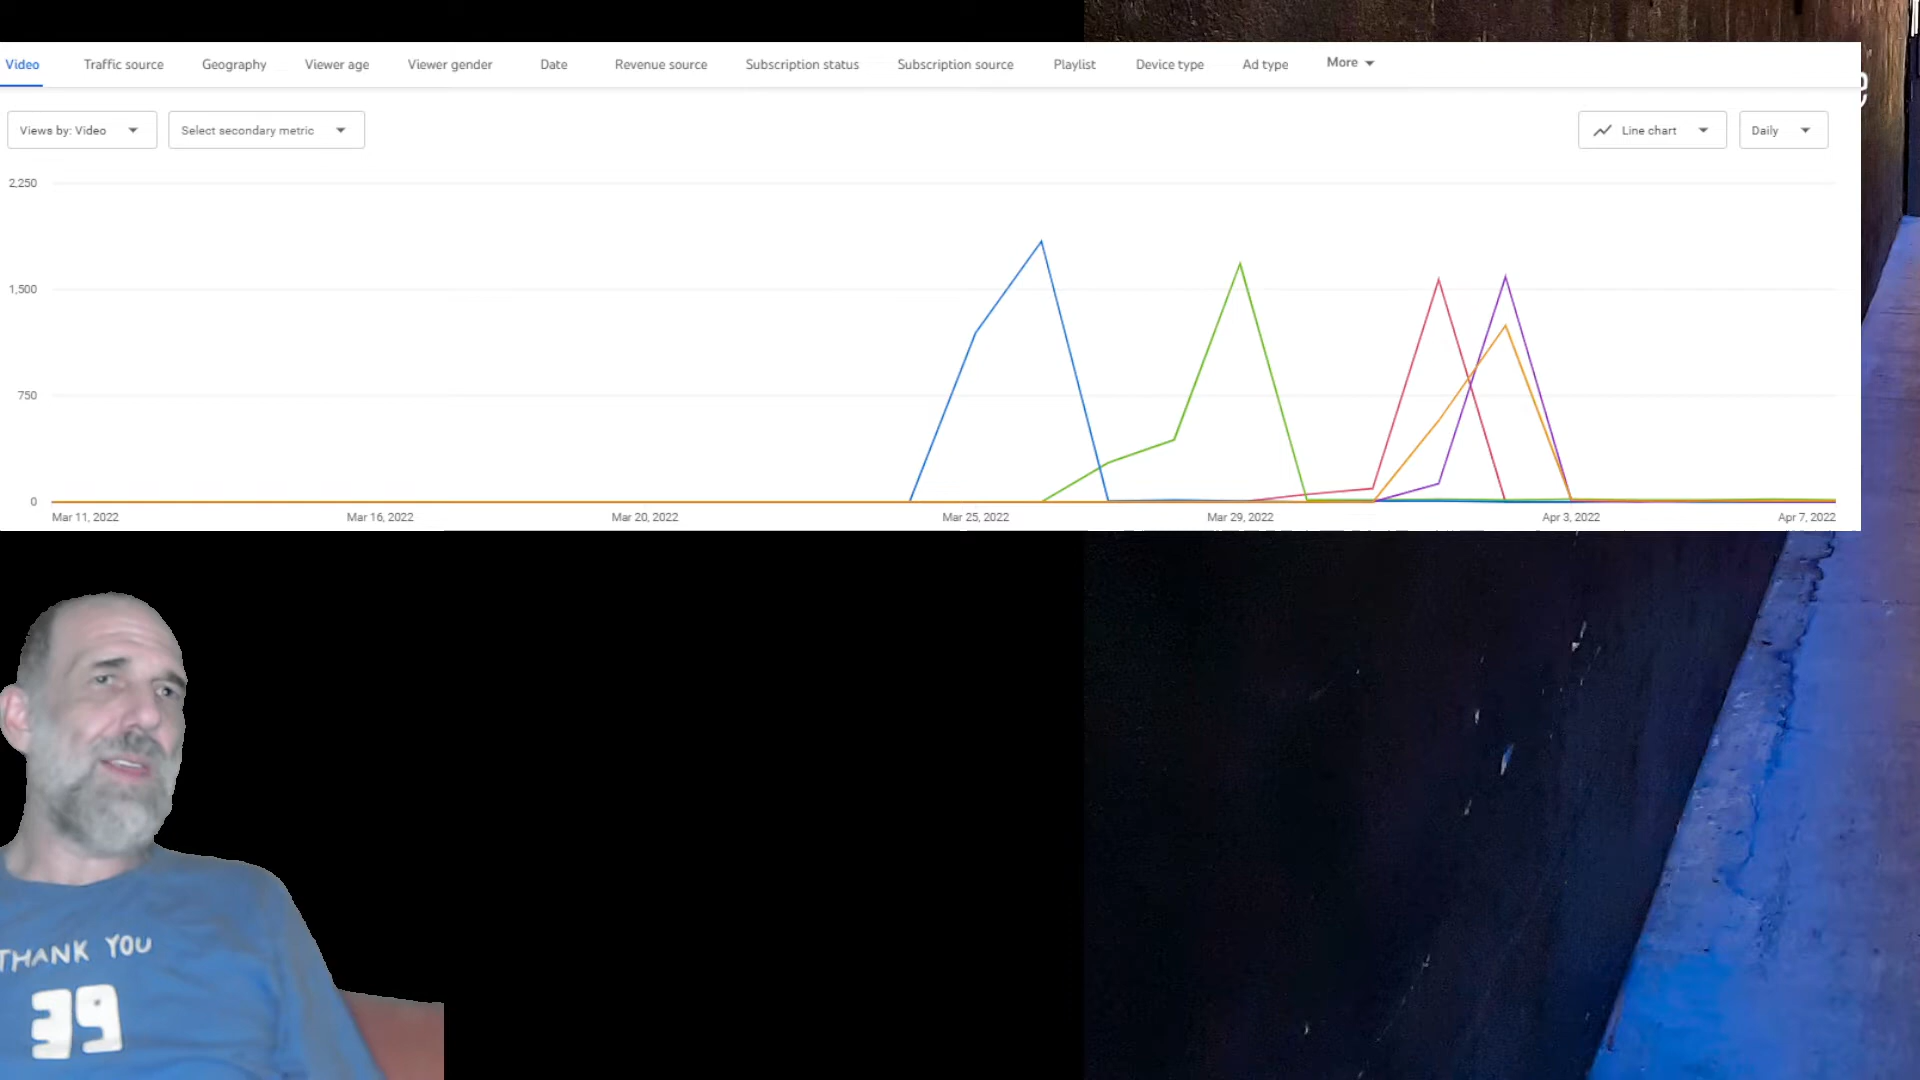 Video Traffic source Geography Viewer age Viewer gender Date Revenue source Subscription status Subscription source Playlist Device type Ad type More
Views by: Video Select secondary metric Line chart Daily
2,250
1,500
750
0
Mar 11, 2022 Mar 16, 2022 Mar 20, 2022 Mar 25, 2022 Mar 29, 2022 Apr 3, 2022 Apr 7, 2022
THANK YOU
39